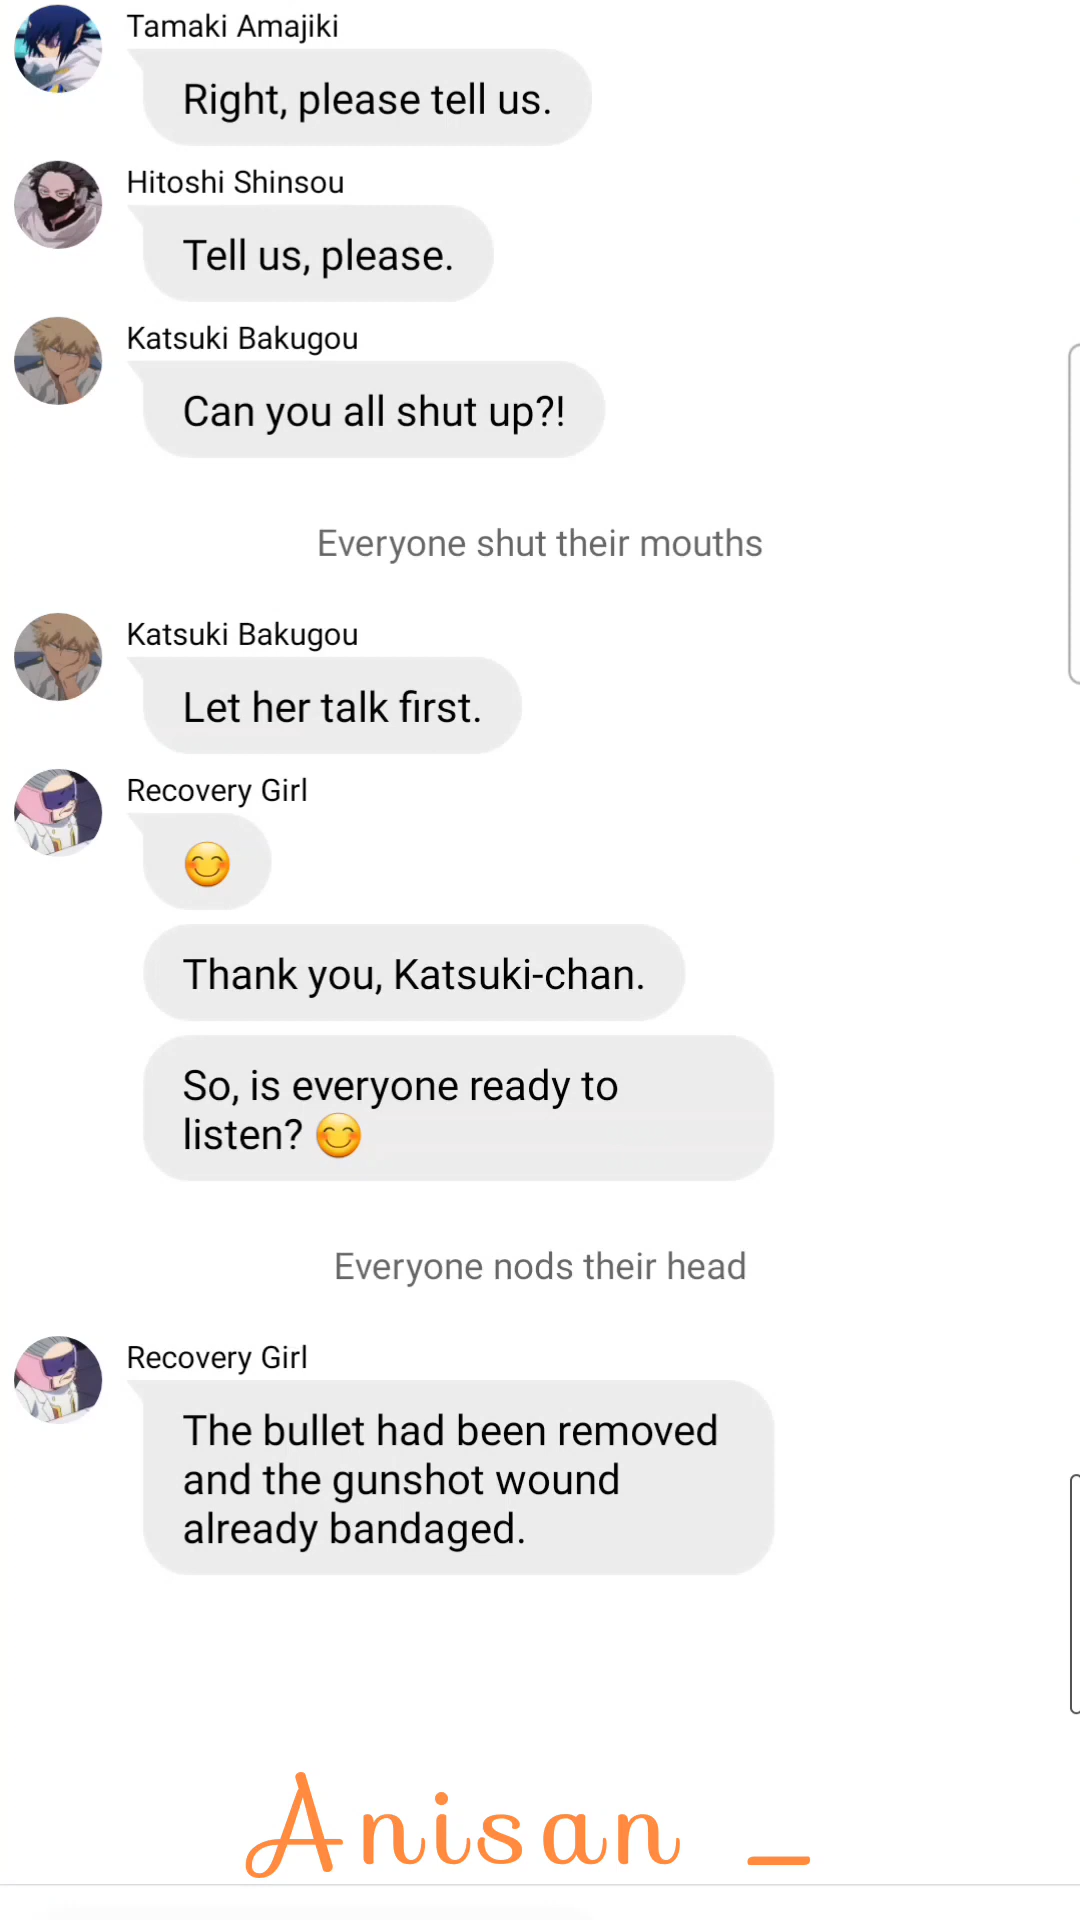 Tamaki Amajiki
Right, please tell us.
Hitoshi Shinsou
Tell us, please.
Katsuki Bakugou
Can you all shut up?!
Everyone shut their mouths
Katsuki Bakugou
Let her talk first.
Recovery Girl
😊
Thank you, Katsuki-chan.
So, is everyone ready to
listen? 😊
Everyone nods their head
Recovery Girl
The bullet had been removed
and the gunshot wound
already bandaged.
Anisan _